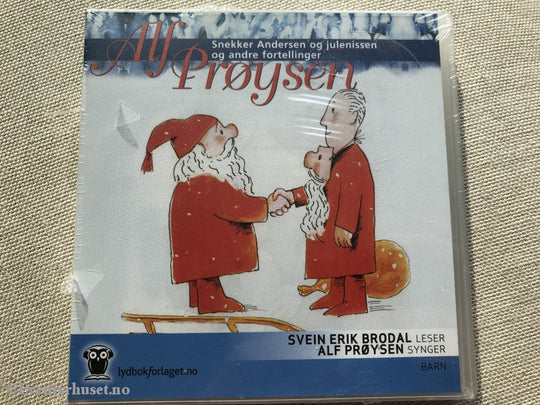 Snekker Andersen og julenissen
og andre fortellinger
Alf
Prøysen
SVEIN ERIK BRODAL LESER
ALF PRØYSEN SYNGER
BARN
lydbokforlaget.no